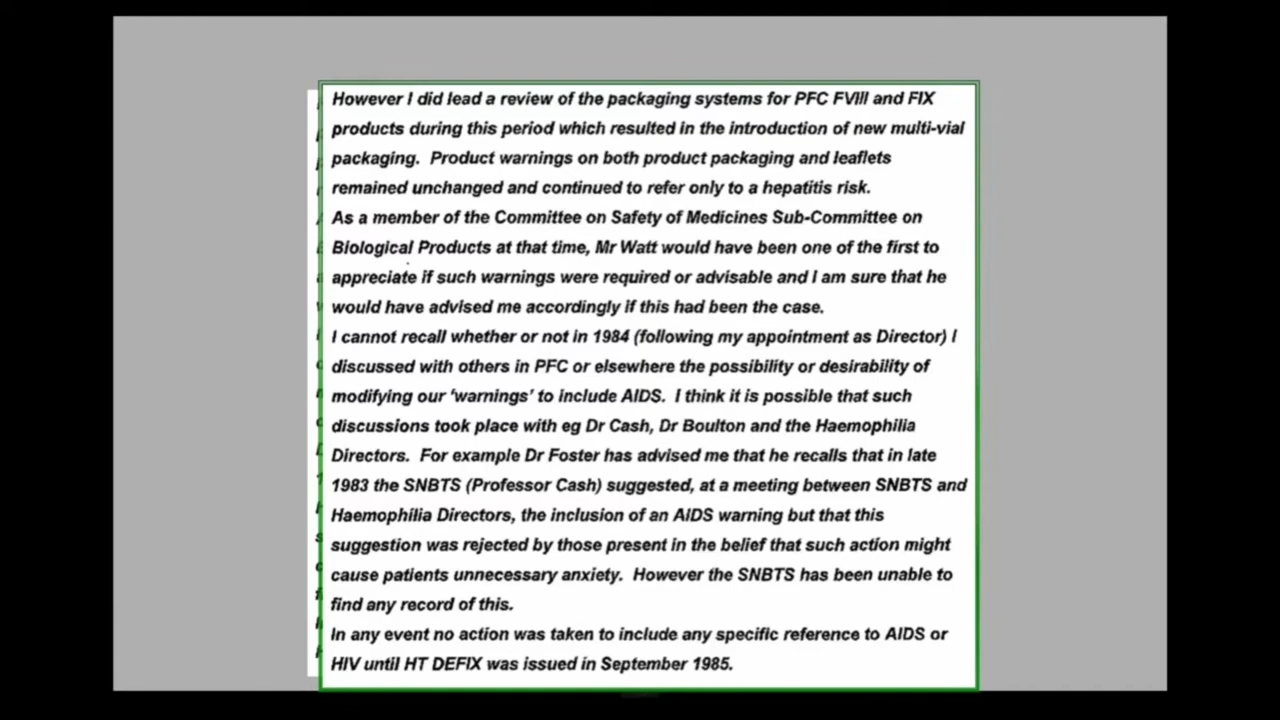 However I did lead a review of the packaging systems for PFC FVIII and FIX
products during this period which resulted in the introduction of new multi-vial
packaging. Product warnings on both product packaging and leaflets
remained unchanged and continued to refer only to a hepatitis risk.
As a member of the Committee on Safety of Medicines Sub-Committee on
Biological Products at that time, Mr Watt would have been one of the first to
appreciate if such warnings were required or advisable and I am sure that he
would have advised me accordingly if this had been the case.
I cannot recall whether or not in 1984 (following my appointment as Director) I
discussed with others in PFC or elsewhere the possibility or desirability of
modifying our 'warnings' to include AIDS. I think it is possible that such
discussions took place with eg Dr Cash, Dr Boulton and the Haemophilia
Directors. For example Dr Foster has advised me that he recalls that in late
1983 the SNBTS (Professor Cash) suggested, at a meeting between SNBTS and
Haemophilia Directors, the inclusion of an AIDS warning but that this
suggestion was rejected by those present in the belief that such action might
cause patients unnecessary anxiety. However the SNBTS has been unable to
find any record of this.
In any event no action was taken to include any specific reference to AIDS or
HIV until HT DEFIX was issued in September 1985.